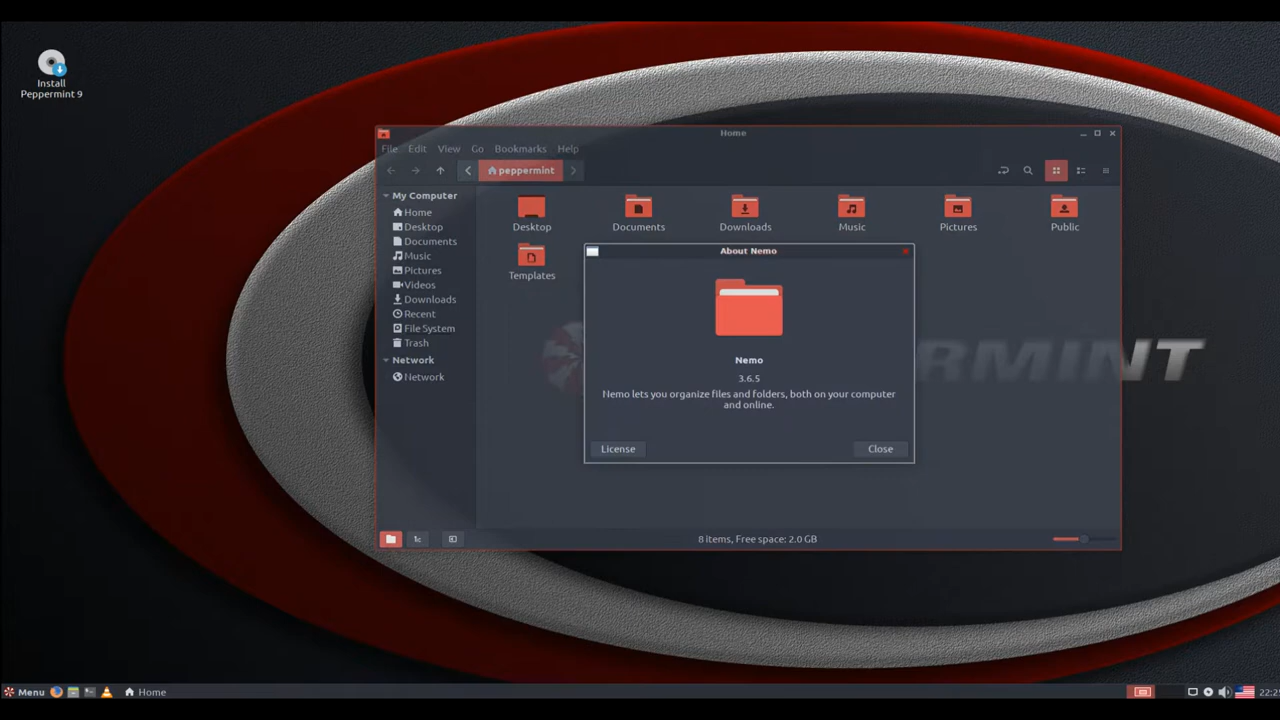 Install
Peppermint 9
Home
File Edit View Go Bookmarks Help
peppermint
My Computer
Home
Desktop
Documents
Music
Pictures
Videos
Downloads
Recent
File System
Trash
Network
Network
Desktop
Documents
Downloads
Music
Pictures
Public
Templates
About Nemo
Nemo
3.6.5
Nemo lets you organize files and folders, both on your computer
and online.
License
Close
RMINT
8 items, Free space: 2.0 GB
Menu
Home